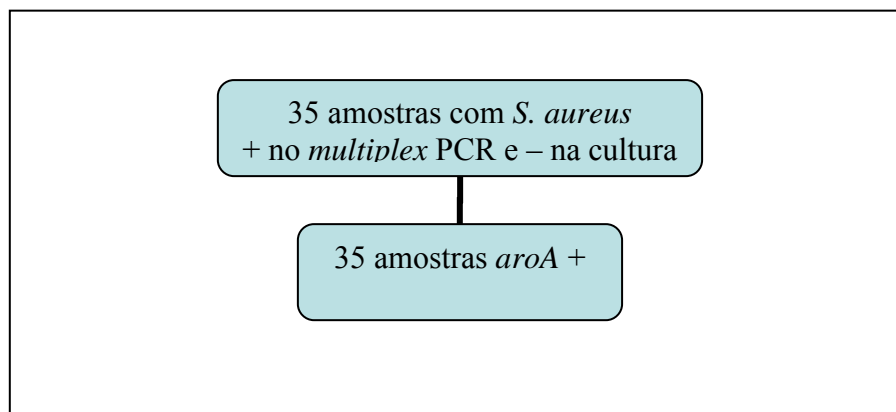 35 amostras com S. aureus
+ no multiplex PCR e – na cultura
35 amostras aroA +